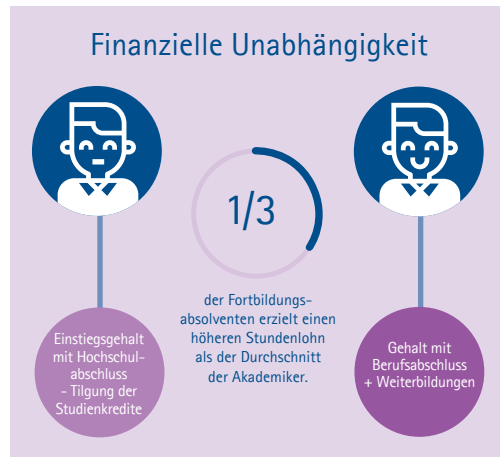 Finanzielle Unabhängigkeit
1/3
der Fortbildungs-
absolventen erzielt einen
höheren Stundenlohn
als der Durchschnitt
der Akademiker.
Einstiegsgehalt
mit Hochschul-
abschluss
- Tilgung der
Studienkredite
Gehalt mit
Berufsabschluss
+ Weiterbildungen